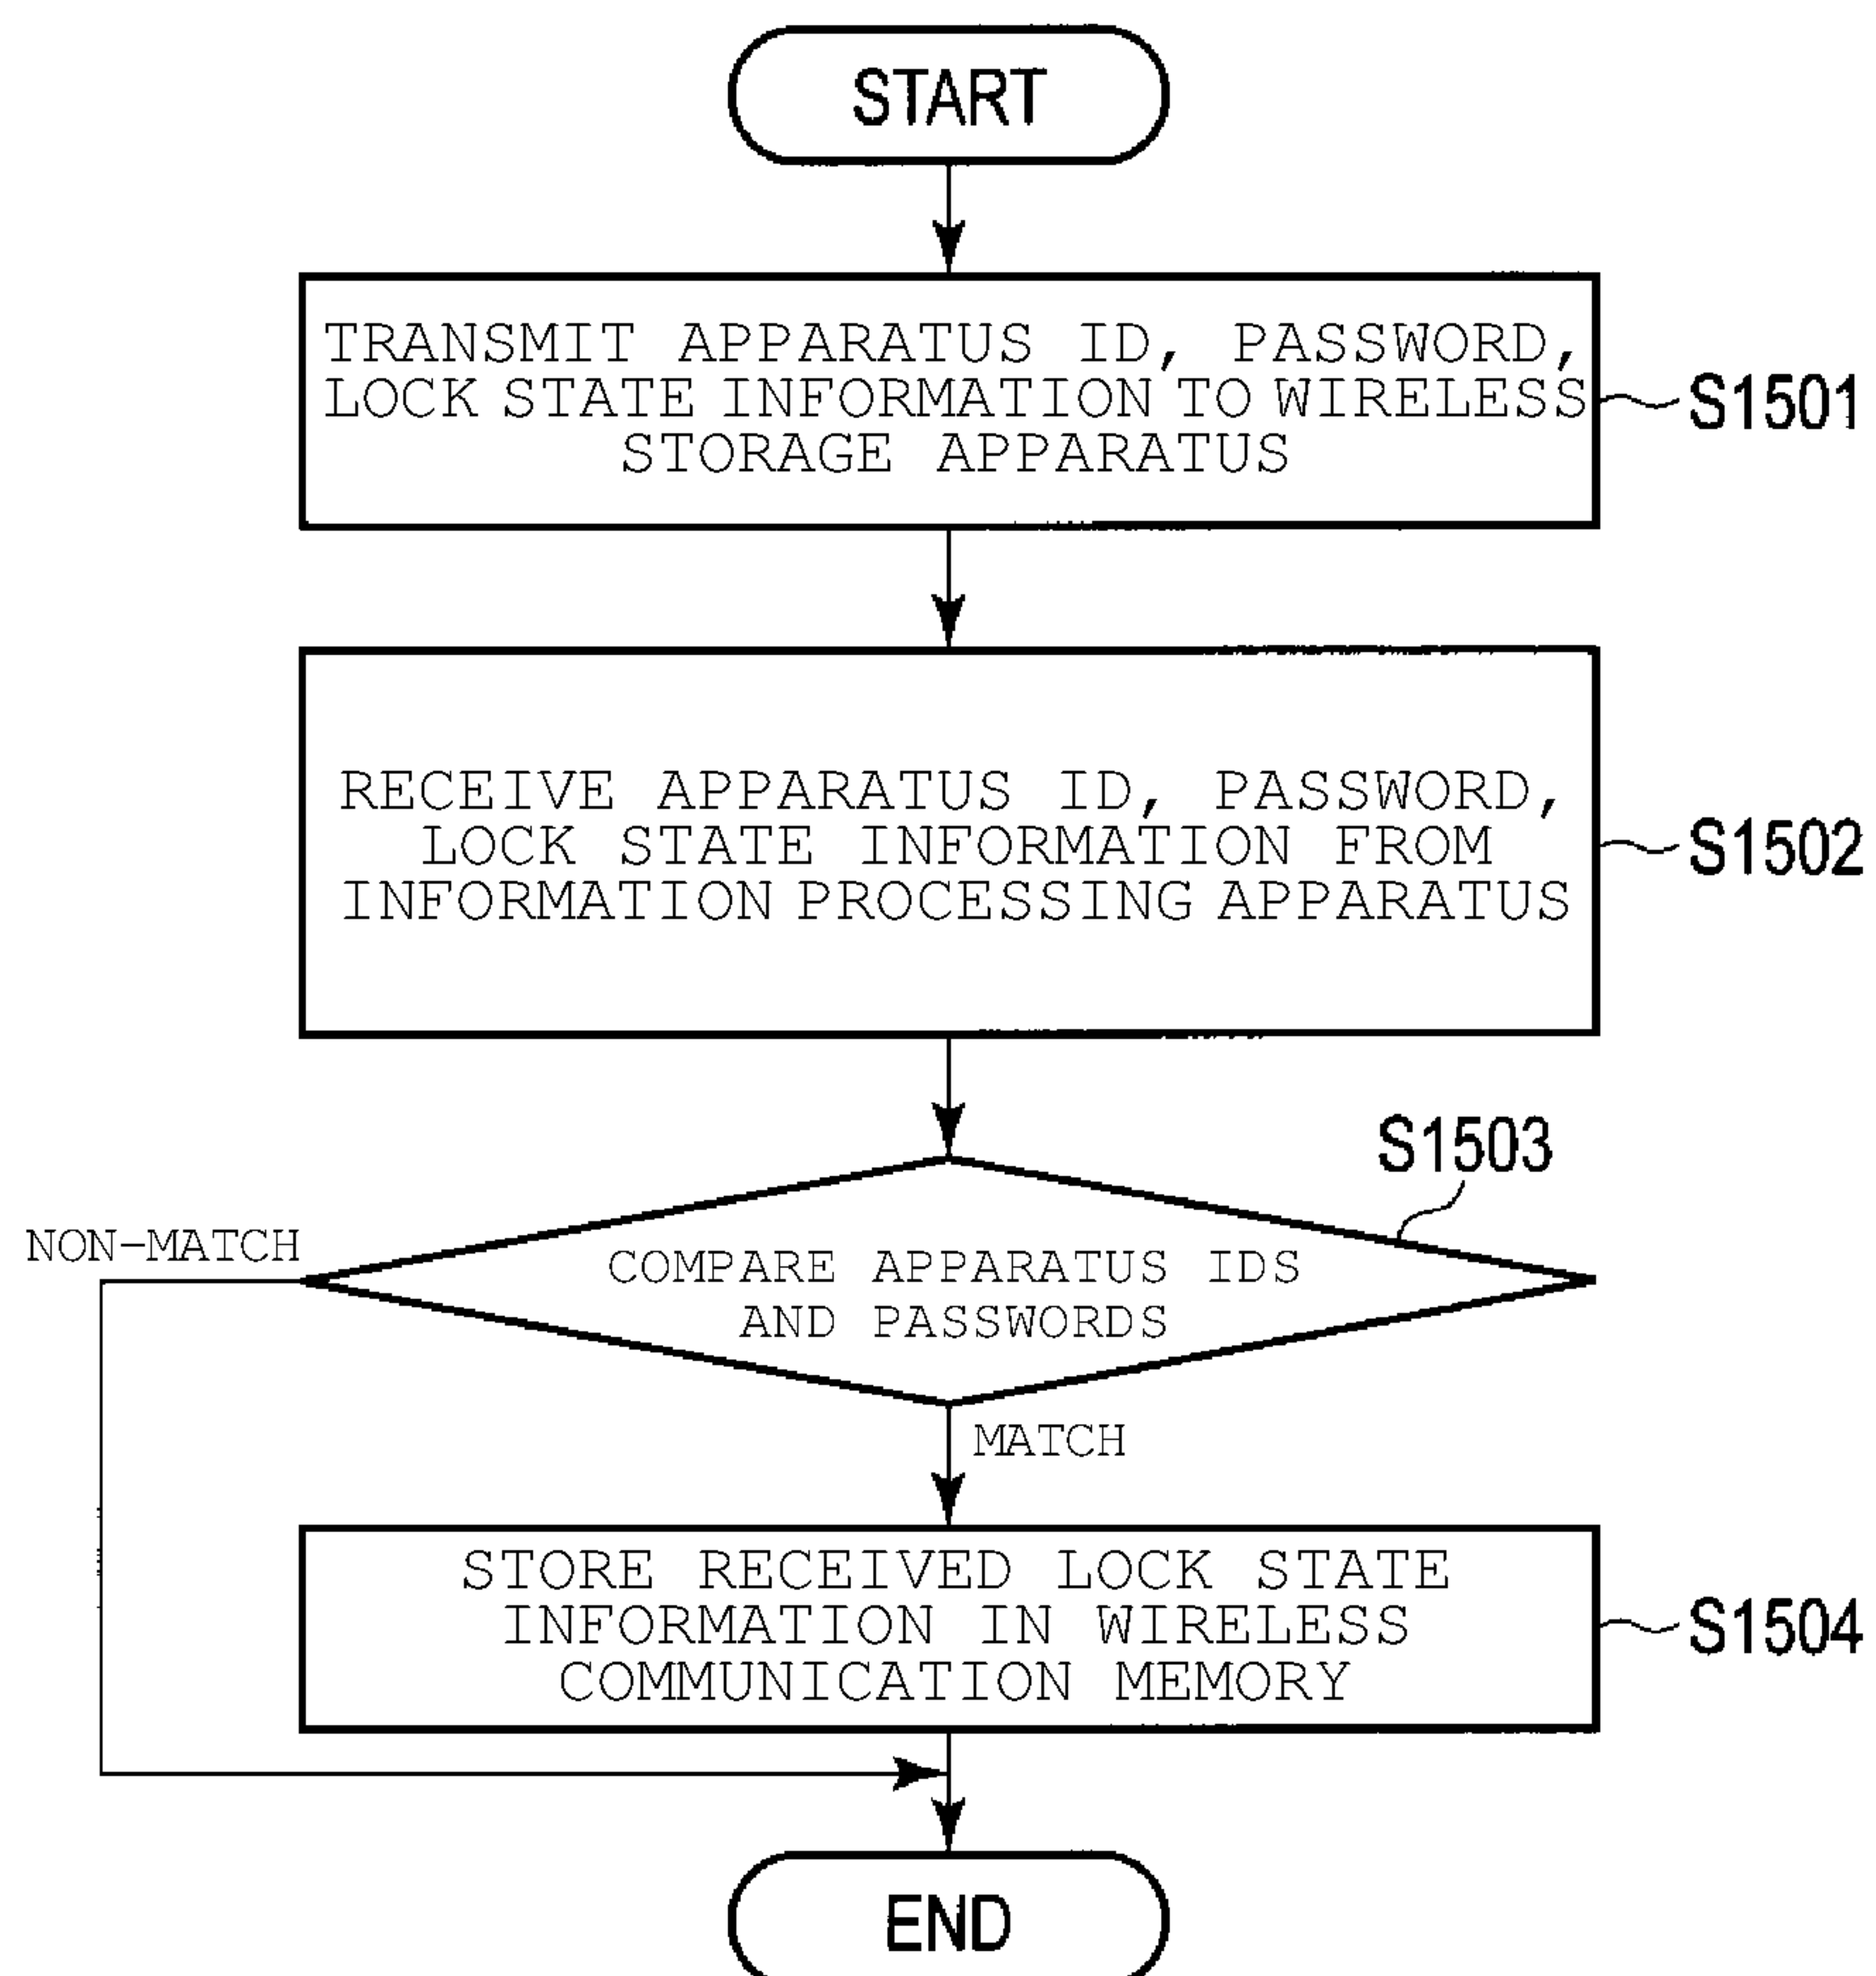 START
TRANSMIT APPARATUS ID, PASSWORD,
LOCK STATE INFORMATION TO WIRELESS
STORAGE APPARATUS
S1501
RECEIVE APPARATUS ID, PASSWORD,
LOCK STATE INFORMATION FROM
INFORMATION PROCESSING APPARATUS
S1502
S1503
NON-MATCH
COMPARE APPARATUS IDS
AND PASSWORDS
MATCH
STORE RECEIVED LOCK STATE
INFORMATION IN WIRELESS
COMMUNICATION MEMORY
S1504
END